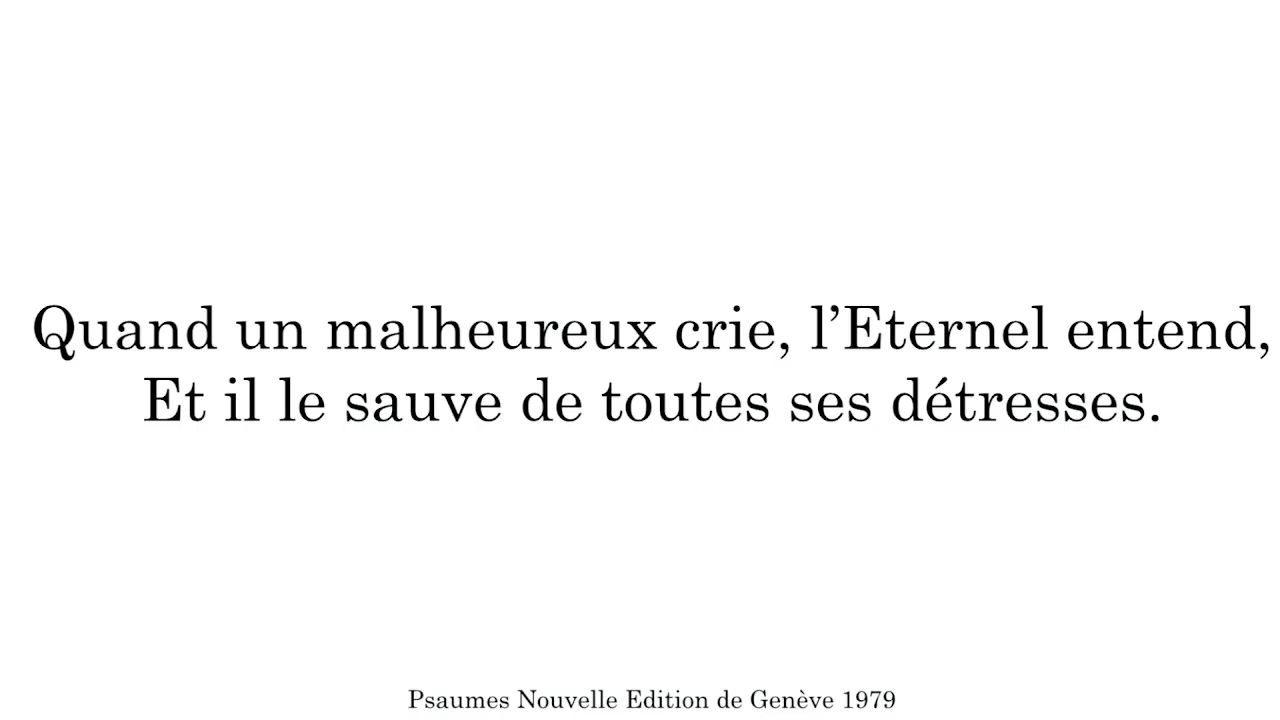 Quand un malheureux crie, l’Eternel entend,
Et il le sauve de toutes ses détresses.
Psaumes Nouvelle Edition de Genève 1979